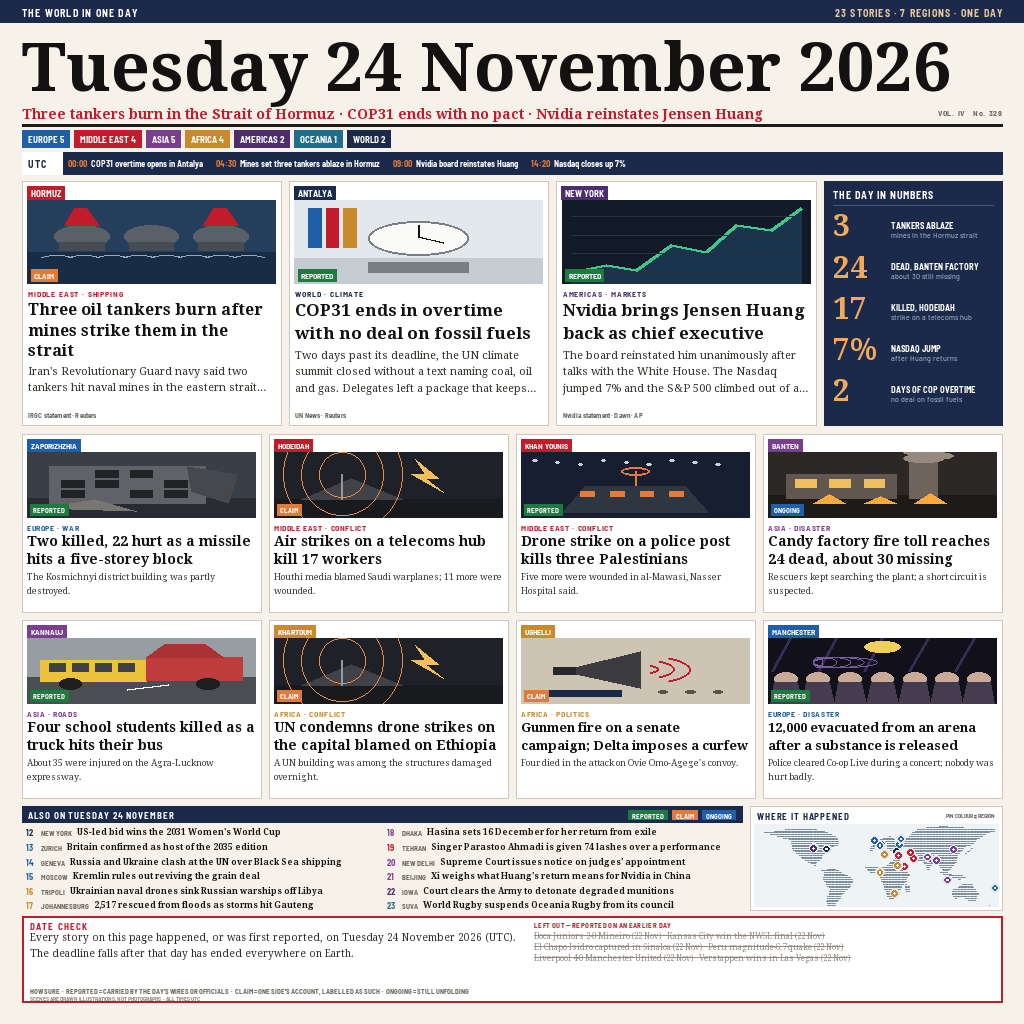 THE WORLD IN ONE DAY
23 STORIES · 7 REGIONS · ONE DAY
Tuesday 24 November 2026
Three tankers burn in the Strait of Hormuz · COP31 ends with no pact · Nvidia reinstates Jensen Huang
VOL. IV No. 329
EUROPE 5 MIDDLE EAST 4 ASIA 5 AFRICA 4 AMERICAS 2 OCEANIA 1 WORLD 2
UTC 00:00 COP31 overtime opens in Antalya 04:30 Mines set three tankers ablaze in Hormuz 09:00 Nvidia board reinstates Huang 14:20 Nasdaq closes up 7%
HORMUZ
CLAIM
MIDDLE EAST · SHIPPING
Three oil tankers burn after
mines strike them in the
strait
Iran's Revolutionary Guard navy said two
tankers hit naval mines in the eastern strait...
IRGC statement · Reuters
ANTALYA
REPORTED
WORLD · CLIMATE
COP31 ends in overtime
with no deal on fossil fuels
Two days past its deadline, the UN climate
summit closed without a text naming coal, oil
and gas. Delegates left a package that keeps...
UN News · Reuters
NEW YORK
REPORTED
AMERICAS · MARKETS
Nvidia brings Jensen Huang
back as chief executive
The board reinstated him unanimously after
talks with the White House. The Nasdaq
jumped 7% and the S&P 500 climbed out of a...
Nvidia statement · Dawn · AP
THE DAY IN NUMBERS
3 TANKERS ABLAZE
mines in the Hormuz strait
24 DEAD, BANTEN FACTORY
about 30 still missing
17 KILLED, HODEIDAH
strike on a telecoms hub
7% NASDAQ JUMP
after Huang returns
2 DAYS OF COP OVERTIME
no deal on fossil fuels
ZAPORIZHZHIA
REPORTED
EUROPE · WAR
Two killed, 22 hurt as a missile
hits a five-storey block
The Kosmichnyi district building was partly
destroyed.
HODEIDAH
CLAIM
MIDDLE EAST · CONFLICT
Air strikes on a telecoms hub
kill 17 workers
Houthi media blamed Saudi warplanes; 11 more were
wounded.
KHAN YOUNIS
REPORTED
MIDDLE EAST · CONFLICT
Drone strike on a police post
kills three Palestinians
Five more were wounded in al-Mawasi, Nasser
Hospital said.
BANTEN
ONGOING
ASIA · DISASTER
Candy factory fire toll reaches
24 dead, about 30 missing
Rescuers kept searching the plant; a short circuit is
suspected.
KANNAUJ
REPORTED
ASIA · ROADS
Four school students killed as a
truck hits their bus
About 35 were injured on the Agra-Lucknow
expressway.
KHARTOUM
CLAIM
AFRICA · CONFLICT
UN condemns drone strikes on
the capital blamed on Ethiopia
A UN building was among the structures damaged
overnight.
UGHELLI
CLAIM
AFRICA · POLITICS
Gunmen fire on a senate
campaign; Delta imposes a curfew
Four died in the attack on Ovie Omo-Agege's convoy.
MANCHESTER
REPORTED
EUROPE · DISASTER
12,000 evacuated from an arena
after a substance is released
Police cleared Co-op Live during a concert; nobody was
hurt badly.
ALSO ON TUESDAY 24 NOVEMBER
REPORTED CLAIM ONGOING
12 NEW YORK US-led bid wins the 2031 Women's World Cup
13 ZURICH Britain confirmed as host of the 2035 edition
14 GENEVA Russia and Ukraine clash at the UN over Black Sea shipping
15 MOSCOW Kremlin rules out reviving the grain deal
16 TRIPOLI Ukrainian naval drones sink Russian warships off Libya
17 JOHANNESBURG 2,517 rescued from floods as storms hit Gauteng
18 DHAKA Hasina sets 16 December for her return from exile
19 TEHRAN Singer Parastoo Ahmadi is given 74 lashes over a performance
20 NEW DELHI Supreme Court issues notice on judges' appointment
21 BEIJING Xi weighs what Huang's return means for Nvidia in China
22 IOWA Court clears the Army to detonate degraded munitions
23 SUVA World Rugby suspends Oceania Rugby from its council
WHERE IT HAPPENED
PIN COLOUR = REGION
DATE CHECK
Every story on this page happened, or was first reported, on Tuesday 24 November 2026 (UTC).
The deadline falls after that day has ended everywhere on Earth.
HOW SURE · REPORTED = CARRIED BY THE DAY'S WIRES OR OFFICIALS · CLAIM = ONE SIDE'S ACCOUNT, LABELLED AS SUCH · ONGOING = STILL UNFOLDING
SCENES ARE DRAWN ILLUSTRATIONS, NOT PHOTOGRAPHS · ALL TIMES UTC
LEFT OUT — REPORTED ON AN EARLIER DAY
Boca Juniors 2-0 Mineiro (22 Nov) · Kansas City win the NWSL final (22 Nov)
El Chapo Isidro captured in Sinaloa (22 Nov) · Peru magnitude 6.7 quake (22 Nov)
Liverpool 4-0 Manchester United (22 Nov) · Verstappen wins in Las Vegas (22 Nov)